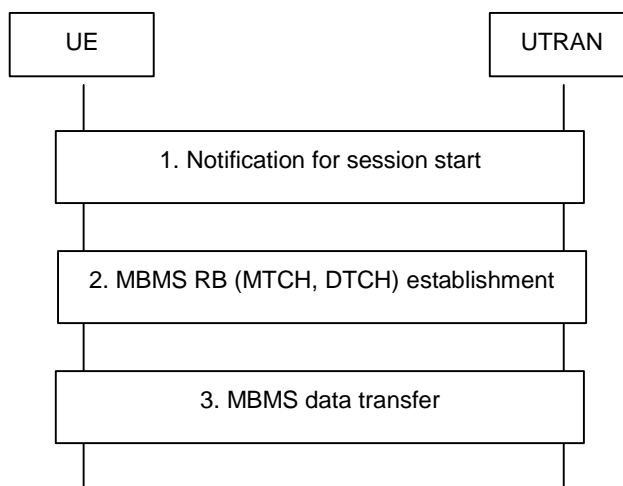 UE
UTRAN
1. Notification for session start
2. MBMS RB (MTCH, DTCH) establishment
3. MBMS data transfer